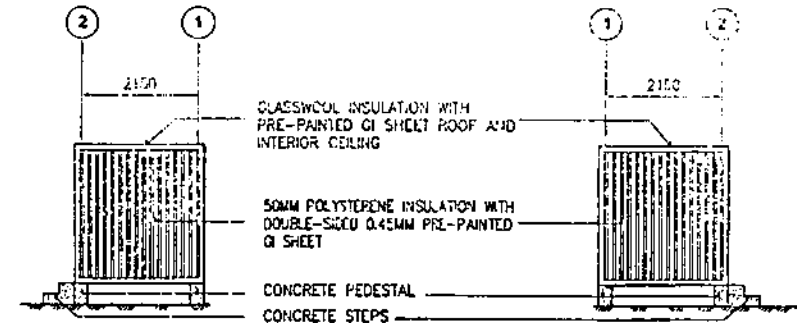 2 1 1 2
2150 2150
GLASSWOOL INSULATION WITH
PRE-PAINTED GI SHEET ROOF AND
INTERIOR CEILING
50MM POLYSTERENE INSULATION WITH
DOUBLE-SIDED 0.45MM PRE-PAINTED
GI SHEET
CONCRETE PEDESTAL
CONCRETE STEPS